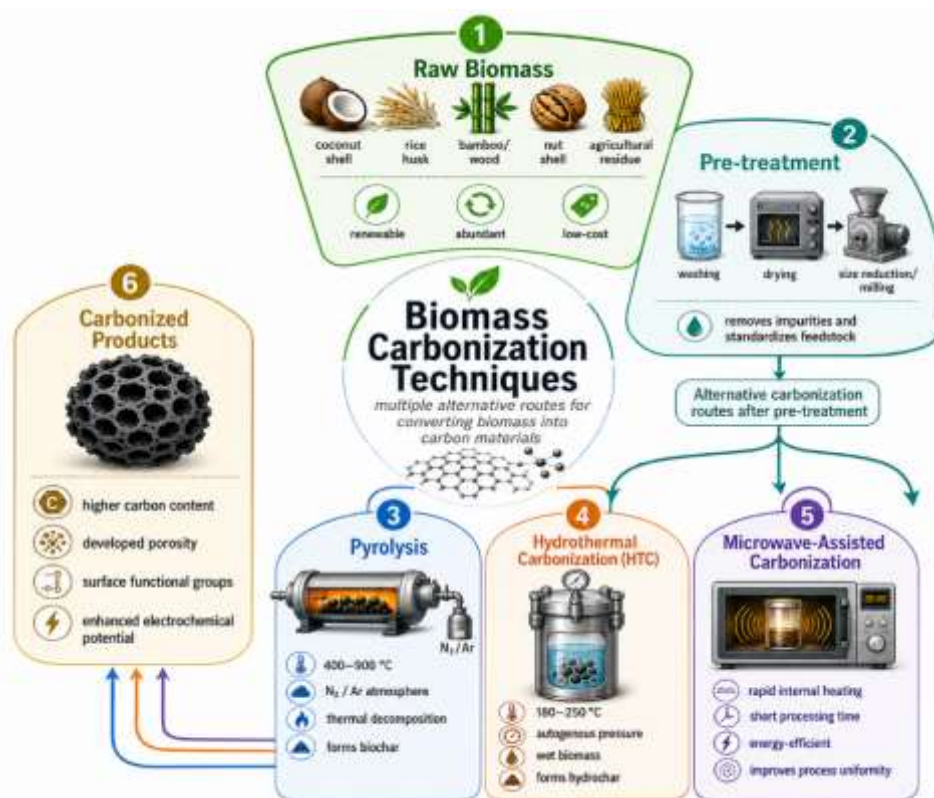 1
Raw Biomass
coconut shell
rice husk
bamboo/ wood
nut shell
agricultural residue
renewable
abundant
low-cost
2
Pre-treatment
washing
drying
size reduction/ milling
removes impurities and
standardizes feedstock
Alternative carbonization
routes after pre-treatment
Biomass
Carbonization
Techniques
multiple alternative routes for
converting biomass into
carbon materials
3
Pyrolysis
N₂ / Ar
400–900 °C
N₂ / Ar atmosphere
thermal decomposition
forms biochar
4
Hydrothermal
Carbonization (HTC)
180–250 °C
autogenous pressure
wet biomass
forms hydrochar
5
Microwave-Assisted
Carbonization
rapid internal heating
short processing time
energy-efficient
improves process uniformity
6
Carbonized
Products
C
higher carbon content
developed porosity
surface functional groups
enhanced electrochemical
potential